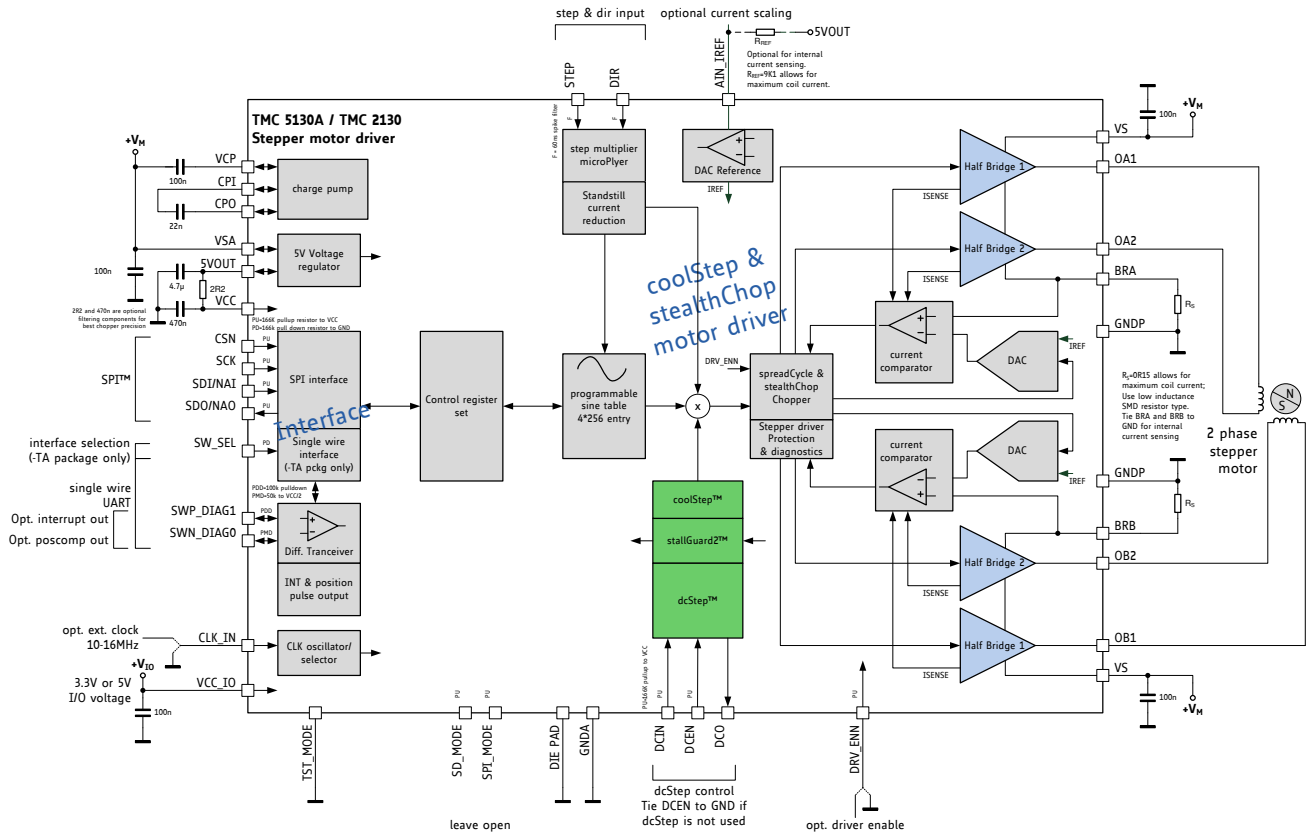 step & dir input
optional current scaling
5VOUT
RREF
Optional for internal
current sensing.
RREF=9K1 allows for
maximum coil current.
AIN_IREF
STEP
DIR
F = 60ns spike filter
F
F
TMC 5130A / TMC 2130
Stepper motor driver
+VM
VCP
100n
CPI
CPO
22n
charge pump
VSA
100n
5VOUT
4.7µ
2R2
VCC
470n
5V Voltage
regulator
2R2 and 470n are optional
filtering components for
best chopper precision
PU=166K pullup resistor to VCC
PD=166k pull down resistor to GND
step multiplier
microPlyer
Standstill
current
reduction
DAC Reference
IREF
coolStep &
stealthChop
motor driver
Half Bridge 1
ISENSE
Half Bridge 2
ISENSE
100n
+VM
VS
OA1
OA2
BRA
RS
GNDP
current
comparator
DAC
IREF
RS=0R15 allows for
maximum coil current;
Use low inductance
SMD resistor type.
Tie BRA and BRB to
GND for internal
current sensing
N
S
2 phase
stepper
motor
SPI™
CSN
PU
SCK
PU
SDI/NAI
PU
SDO/NAO
SPI interface
Interface
SW_SEL
PD
Single wire
interface
(-TA pckg only)
interface selection
(-TA package only)
single wire
UART
Opt. interrupt out
Opt. poscomp out
PDD=100k pulldown
PMD=50k to VCC/2
SWP_DIAG1
PDD
SWN_DIAG0
PMD
Diff. Tranceiver
INT & position
pulse output
Control register
set
programmable
sine table
4*256 entry
x
DRV_ENN
spreadCycle &
stealthChop
Chopper
Stepper driver
Protection
& diagnostics
current
comparator
DAC
IREF
GNDP
RS
BRB
OB2
Half Bridge 2
ISENSE
OB1
Half Bridge 1
ISENSE
VS
100n
+VM
coolStep™
stallGuard2™
dcStep™
opt. ext. clock
10-16MHz
CLK_IN
CLK oscillator/
selector
+VIO
3.3V or 5V
I/O voltage
VCC_IO
100n
PU
PU
PU=166K pullup to VCC
PU
PU
TST_MODE
SD_MODE
SPI_MODE
DIE PAD
GNDA
DCIN
DCEN
DCO
DRV_ENN
leave open
dcStep control
Tie DCEN to GND if
dcStep is not used
opt. driver enable